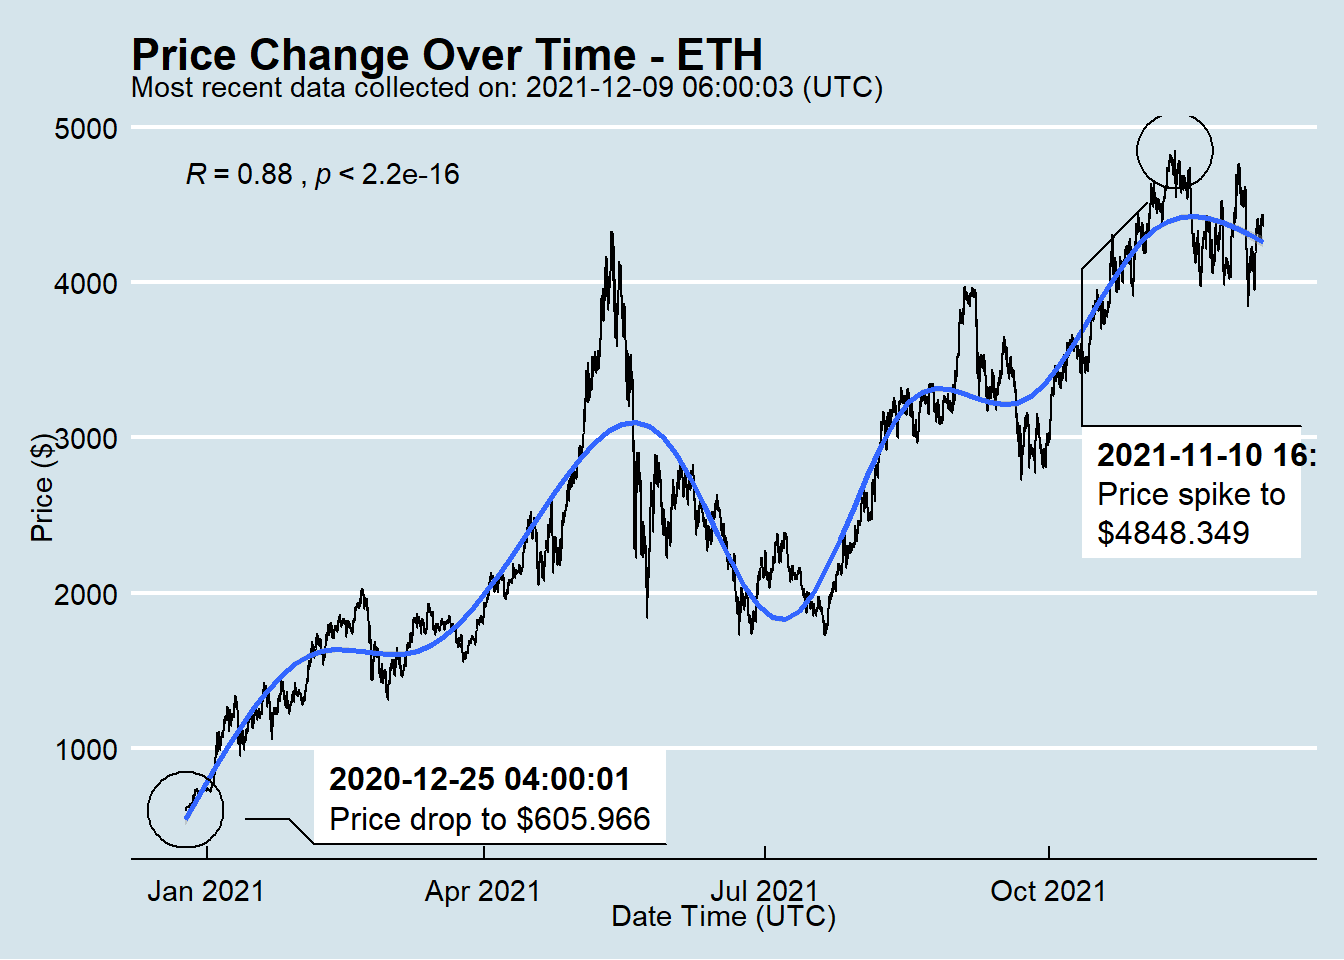 Price Change Over Time - ETH
Most recent data collected on: 2021-12-09 06:00:03 (UTC)
R = 0.88 , p < 2.2e-16
5000
4000
3000
2000
1000
Price ($)
2021-11-10 16:
Price spike to
$4848.349
2020-12-25 04:00:01
Price drop to $605.966
Jan 2021
Apr 2021
Jul 2021
Oct 2021
Date Time (UTC)